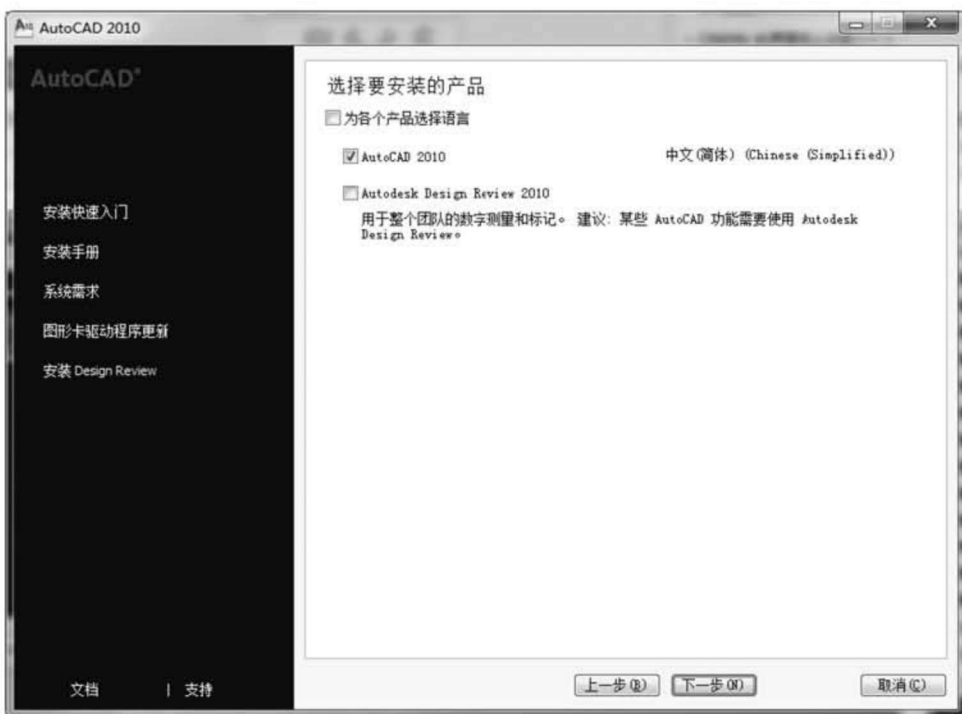 AutoCAD 2010
AutoCAD®
选择要安装的产品
为各个产品选择语言
AutoCAD 2010
中文(简体) (Chinese (Simplified))
Autodesk Design Review 2010
用于整个团队的数字测量和标记。 建议: 某些 AutoCAD 功能需要使用 Autodesk
Design Review。
安装快速入门
安装手册
系统需求
图形卡驱动程序更新
安装 Design Review
文档 | 支持
上一步(B)
下一步(N)
取消(C)